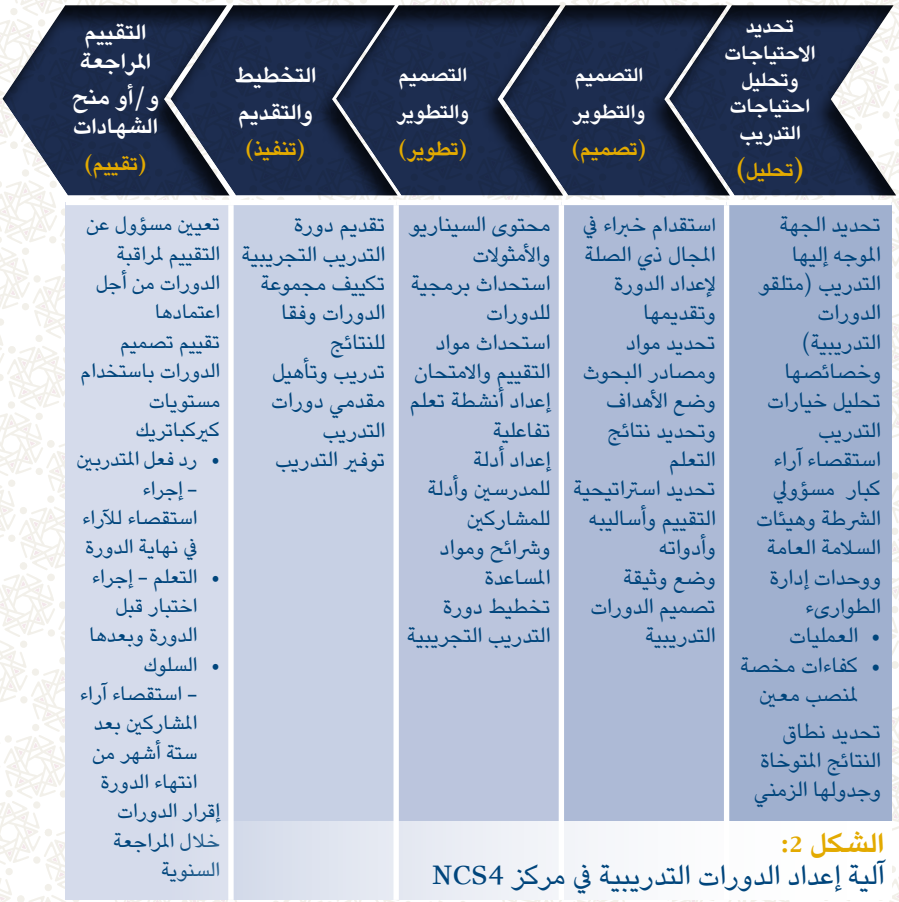 تحديد
الاحتياجات
وتحليل
احتياجات
التدريب
(تحليل)
التصميم
والتطوير
(تصميم)
التصميم
والتطوير
(تطوير)
التخطيط
والتقديم
(تنفيذ)
التقييم
المراجعة
و/أو منح
الشهادات
(تقييم)
تحديد الجهة
الموجه إليها
التدريب (متلقو
الدورات
التدريبية)
وخصائصها
تحليل خيارات
التدريب
استقصاء آراء
كبار مسؤولي
الشرطة وهيئات
السلامة العامة
ووحدات إدارة
الطوارىء
• العمليات
• كفاءات مخصة
لمنصب معين
تحديد نطاق
النتائج المتوخاة
وجدولها الزمني
استقدام خبراء في
المجال ذي الصلة
لإعداد الدورة
وتقديمها
تحديد مواد
ومصادر البحوث
وضع الأهداف
وتحديد نتائج
التعلم
تحديد استراتيحية
التقييم وأساليبه
وأدواته
وضع وثيقة
تصميم الدورات
التدريبية
محتوى السيناريو
والأمثولات
استحداث برمجية
للدورات
استحداث مواد
التقييم والامتحان
إعداد أنشطة تعلم
تفاعلية
إعداد أدلة
للمدرسين وأدلة
للمشاركين
وشرائح ومواد
المساعدة
تخطيط دورة
التدريب التجريبية
تقديم دورة
التدريب التجريبية
تكييف مجموعة
الدورات وفقا
للنتائج
تدريب وتأهيل
مقدمي دورات
التدريب
توفير التدريب
تعيين مسؤول عن
التقييم لمراقبة
الدورات من أجل
اعتمادها
تقييم تصميم
الدورات باستخدام
مستويات
كيركباتريك
• رد فعل المتدربين
– إجراء
استقصاء للآراء
في نهاية الدورة
• التعلم – إجراء
اختبار قبل
الدورة وبعدها
• السلوك
– استقصاء آراء
المشاركين بعد
ستة أشهر من
انتهاء الدورة
إقرار الدورات
خلال المراجعة
السنوية
الشكل 2:
آلية إعداد الدورات التدريبية في مركز NCS4